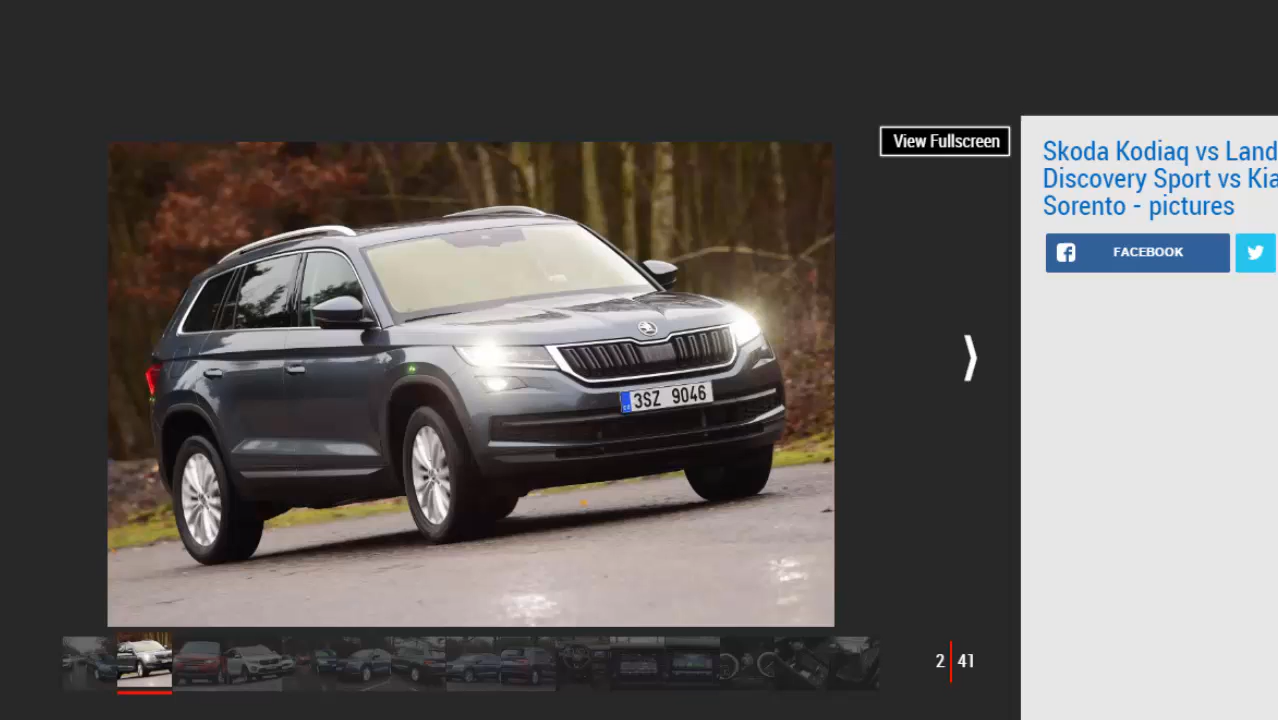 View Fullscreen
Skoda Kodiaq vs Land
Discovery Sport vs Kia
Sorento - pictures
FACEBOOK
3SZ 9046
2 41